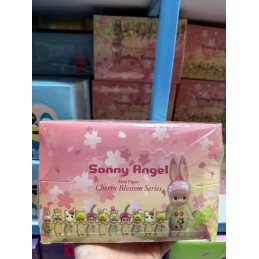 Sonny Angel
Mini Figure
Cherry Blossom Series